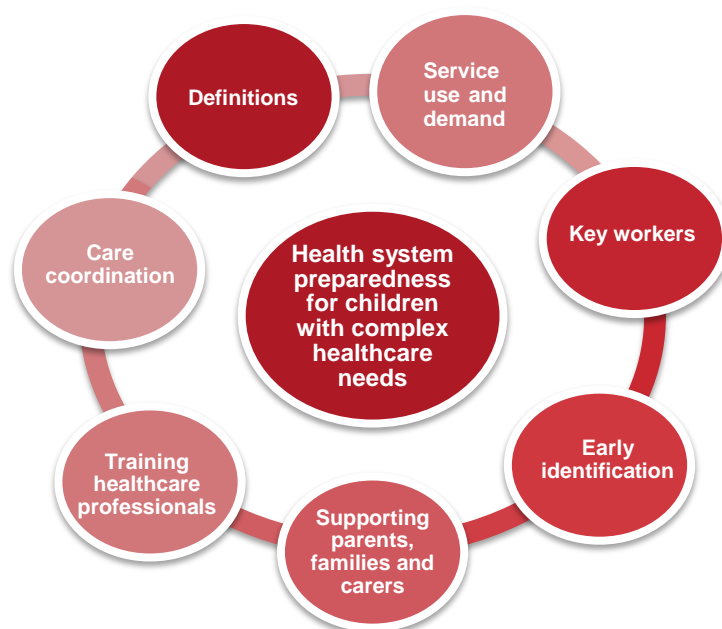 Definitions
Service
use and
demand
Key workers
Early
identification
Supporting
parents,
families and
carers
Training
healthcare
professionals
Care
coordination
Health system
preparedness
for children
with complex
healthcare
needs